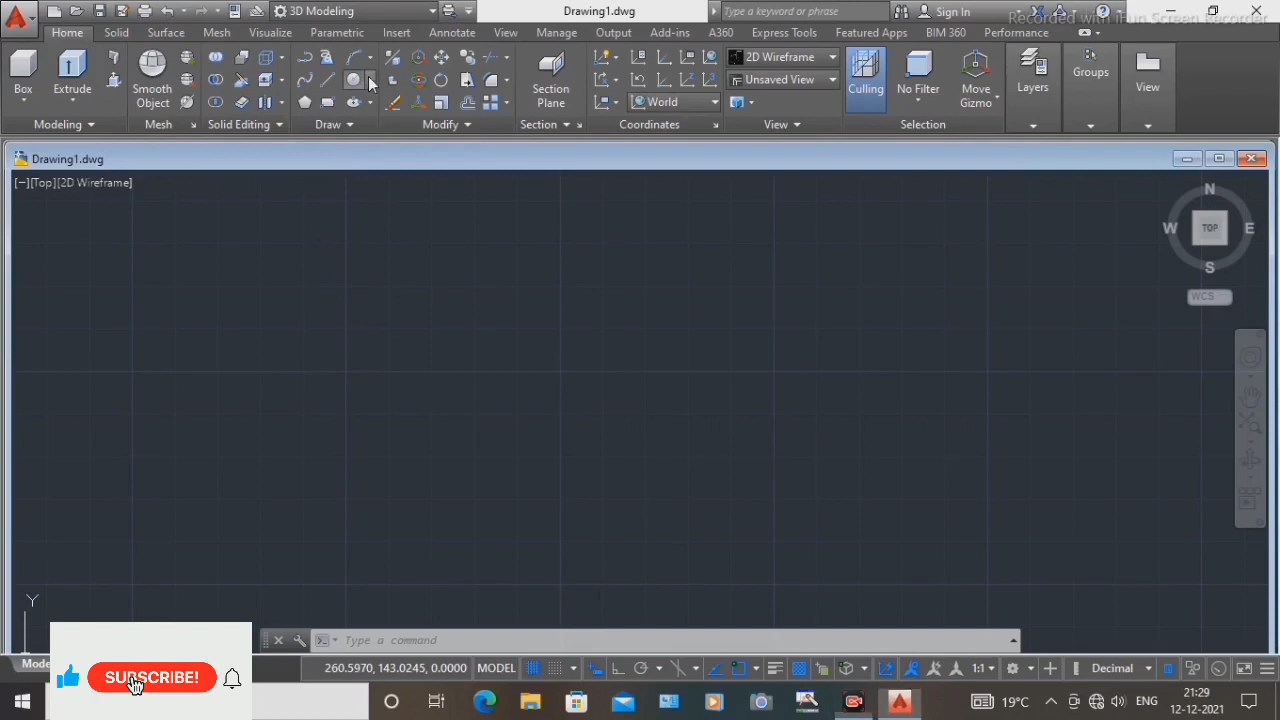 3D Modeling
Drawing1.dwg
Type a keyword or phrase
Sign In
Recorded with iFun Screen Recorder
Home Solid Surface Mesh Visualize Parametric Insert Annotate View Manage Output Add-ins A360 Express Tools Featured Apps BIM 360 Performance
Box
Extrude
Smooth
Object
Section
Plane
World
2D Wireframe
Unsaved View
Culling
No Filter
Move
Gizmo
Groups
Layers
View
Modeling
Mesh
Solid Editing
Draw
Modify
Section
Coordinates
View
Selection
Drawing1.dwg
[−][Top][2D Wireframe]
N
W
TOP
E
S
WCS
Y
Type a command
Mode
260.5970, 143.0245, 0.0000 MODEL
1:1
Decimal
SUBSCRIBE!
19°C
ENG
21:29
12-12-2021